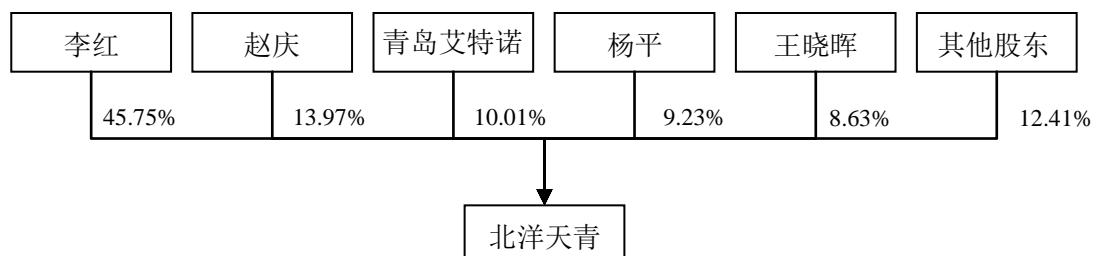 李红 赵庆 青岛艾特诺 杨平 王晓晖 其他股东
45.75% 13.97% 10.01% 9.23% 8.63% 12.41%
北洋天青